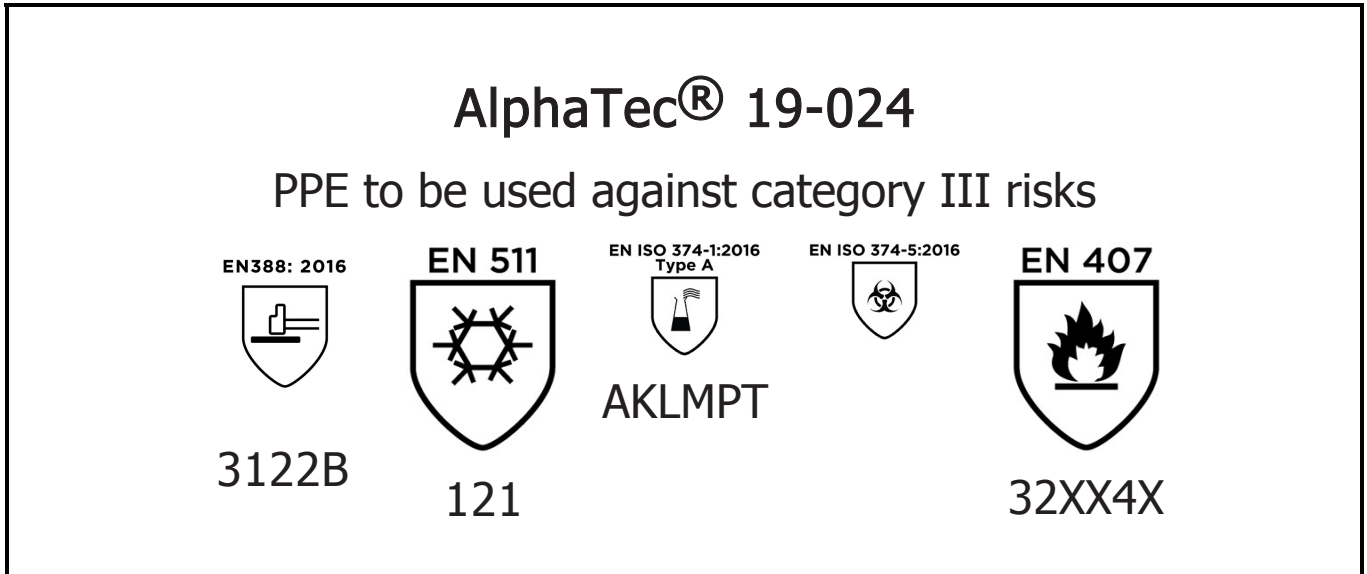 AlphaTec® 19-024
PPE to be used against category III risks
EN388: 2016
3122B
EN 511
121
EN ISO 374-1:2016
Type A
AKLMPT
EN ISO 374-5:2016
EN 407
32XX4X